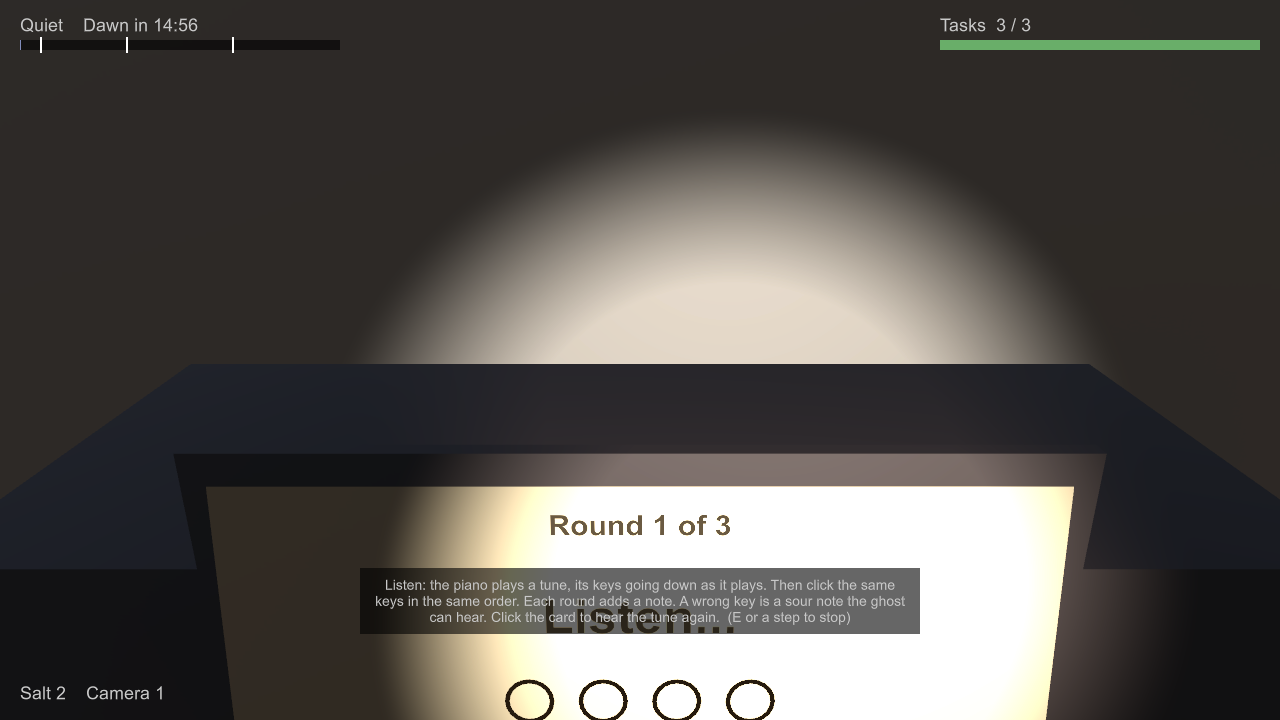 Quiet Dawn in 14:56
Tasks 3 / 3
Round 1 of 3
Listen: the piano plays a tune, its keys going down as it plays. Then click the same
keys in the same order. Each round adds a note. A wrong key is a sour note the ghost
can hear. Click the card to hear the tune again. (E or a step to stop)
Listen...
Salt 2 Camera 1